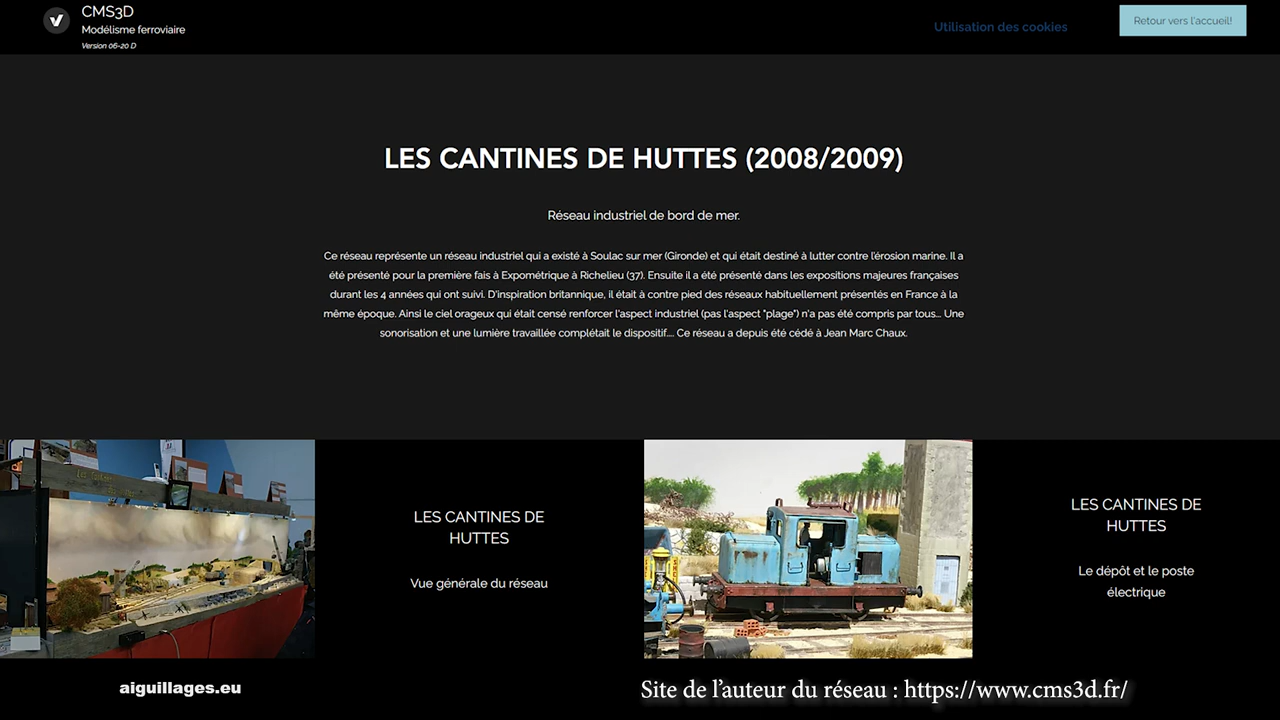 CMS3D
Modélisme ferroviaire
Version 06-20 D
Utilisation des cookies
Retour vers l'accueil!
LES CANTINES DE HUTTES (2008/2009)
Réseau industriel de bord de mer.
Ce réseau représente un réseau industriel qui a existé à Soulac sur mer (Gironde) et qui était destiné à lutter contre l'érosion marine. Il a
été présenté pour la première fais à Expométrique à Richelieu (37). Ensuite il a été présenté dans les expositions majeures françaises
durant les 4 années qui ont suivi. D'inspiration britannique, il était à contre pied des réseaux habituellement présentés en France à la
même époque. Ainsi le ciel orageux qui était censé renforcer l'aspect industriel (pas l'aspect "plage") n'a pas été compris par tous... Une
sonorisation et une lumière travaillée complétait le dispositif.... Ce réseau a depuis été cédé à Jean Marc Chaux.
LES CANTINES DE
HUTTES
Vue générale du réseau
LES CANTINES DE
HUTTES
Le dépôt et le poste
électrique
aiguillages.eu
Site de l'auteur du réseau : https://www.cms3d.fr/